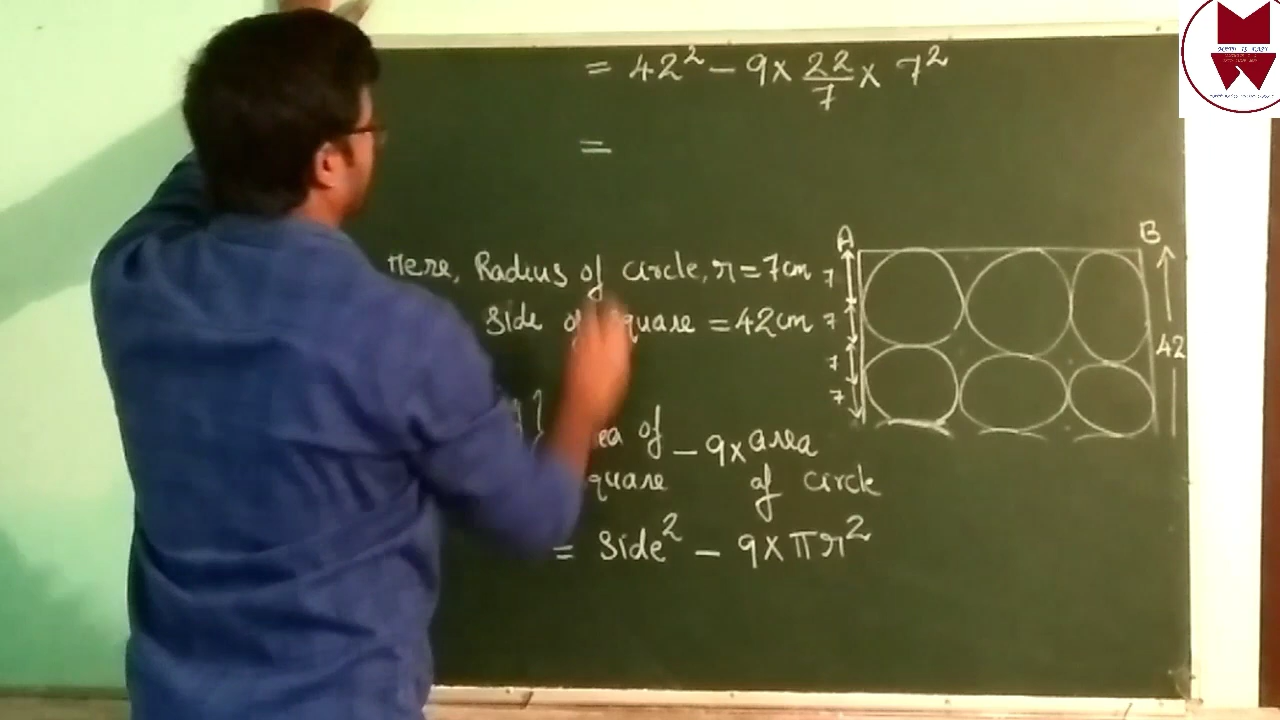 = 42² - 9 x 22/7 x 7²
=
Here, Radius of circle, r = 7cm
Side of square = 42cm
- 9 x area
of circle
= Side² - 9 x πr²
A
B
7
7
7
7
42